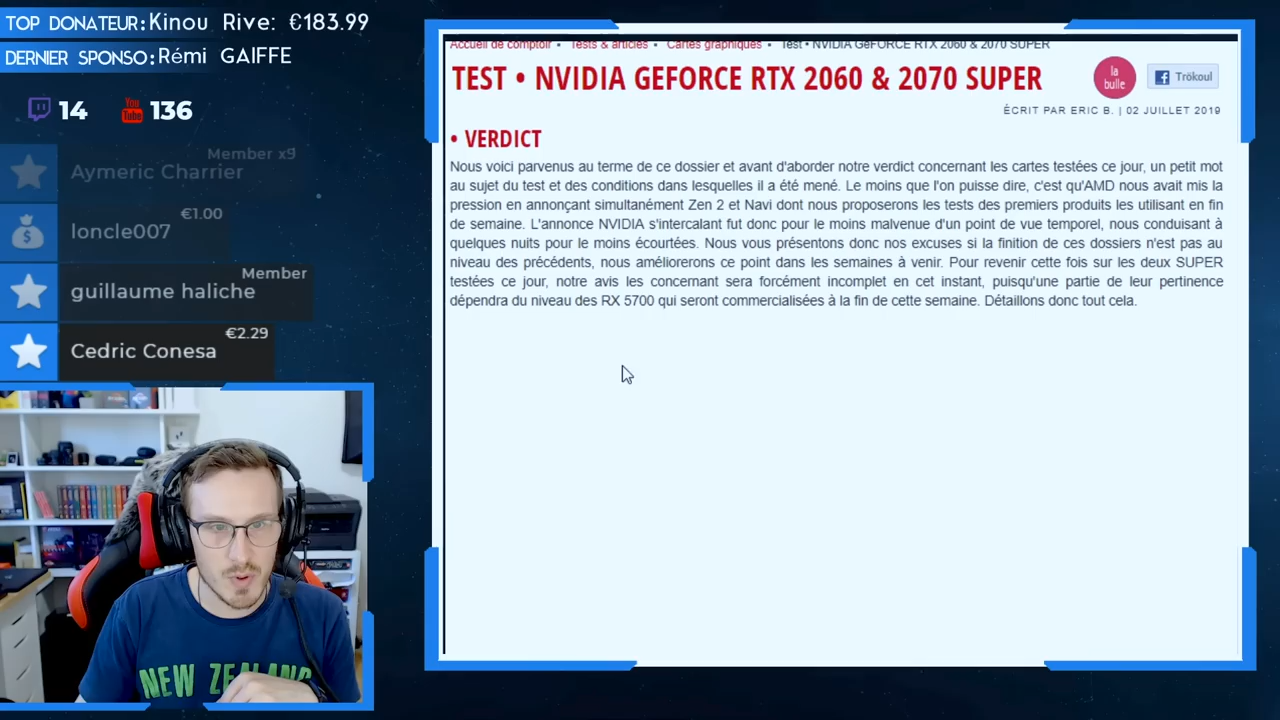 TOP DONATEUR:Kinou Rive: €183.99
DERNIER SPONSO:Rémi GAIFFE
14 136
Member x9
Aymeric Charrier
€1.00
loncle007
Member
guillaume haliche
€2.29
Cedric Conesa
Accueil de comptoir • Tests & articles • Cartes graphiques • Test • NVIDIA GeFORCE RTX 2060 & 2070 SUPER
TEST • NVIDIA GEFORCE RTX 2060 & 2070 SUPER
la
bulle
Trökoul
ÉCRIT PAR ERIC B. | 02 JUILLET 2019
• VERDICT
Nous voici parvenus au terme de ce dossier et avant d'aborder notre verdict concernant les cartes testées ce jour, un petit mot
au sujet du test et des conditions dans lesquelles il a été mené. Le moins que l'on puisse dire, c'est qu'AMD nous avait mis la
pression en annonçant simultanément Zen 2 et Navi dont nous proposerons les tests des premiers produits les utilisant en fin
de semaine. L'annonce NVIDIA s'intercalant fut donc pour le moins malvenue d'un point de vue temporel, nous conduisant à
quelques nuits pour le moins écourtées. Nous vous présentons donc nos excuses si la finition de ces dossiers n'est pas au
niveau des précédents, nous améliorerons ce point dans les semaines à venir. Pour revenir cette fois sur les deux SUPER
testées ce jour, notre avis les concernant sera forcément incomplet en cet instant, puisqu'une partie de leur pertinence
dépendra du niveau des RX 5700 qui seront commercialisées à la fin de cette semaine. Détaillons donc tout cela.
NEW ZEALAND